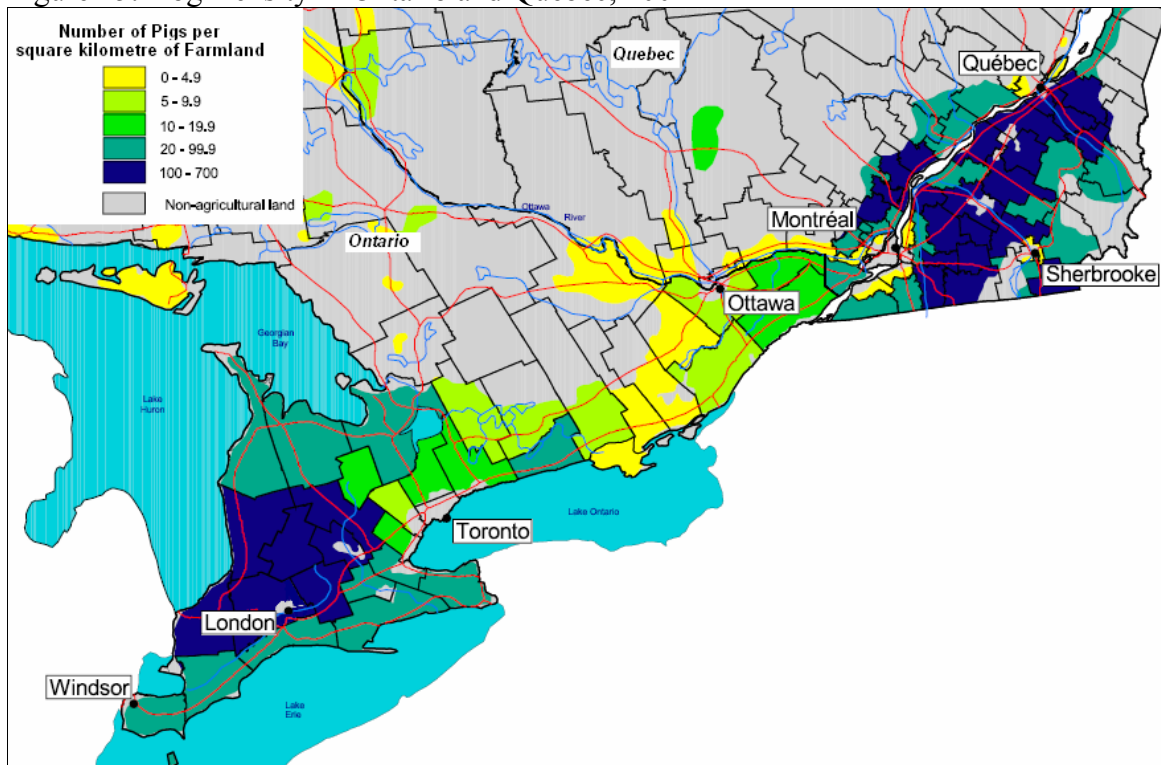 Number of Pigs per
square kilometre of Farmland
0 - 4.9
5 - 9.9
10 - 19.9
20 - 99.9
100 - 700
Non-agricultural land
Quebec
Québec
Ottawa
River
Montréal
Ontario
Sherbrooke
Ottawa
Georgian
Bay
Lake
Huron
Lake Ontario
Toronto
London
Windsor
Lake
Erie